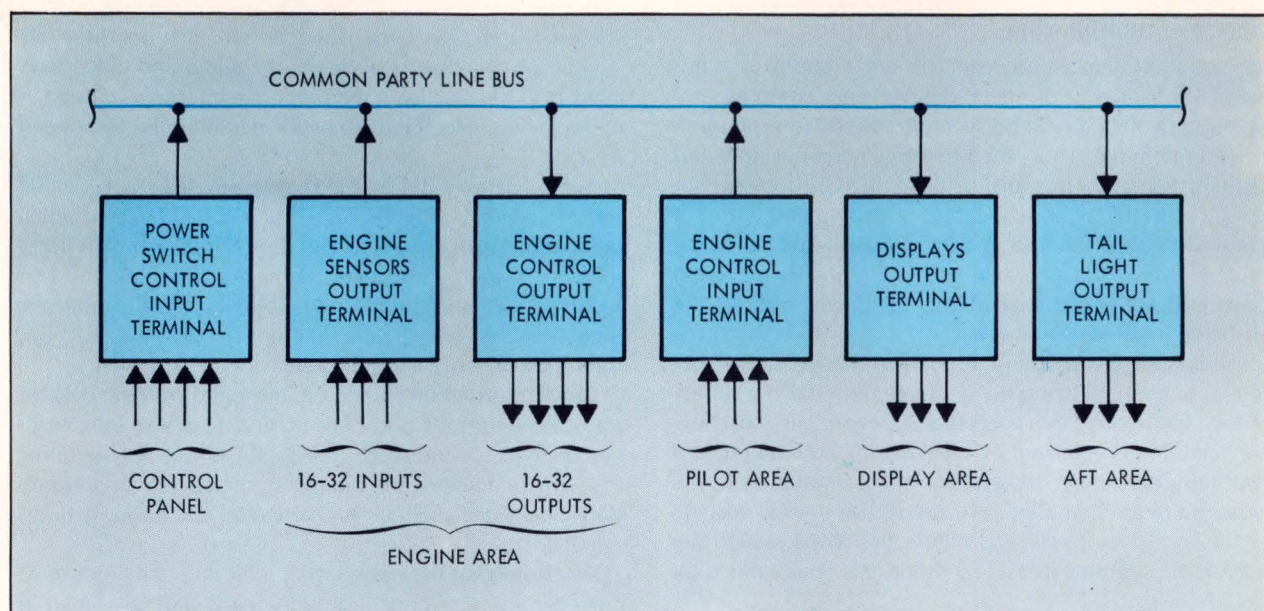 COMMON PARTY LINE BUS
POWER
SWITCH
CONTROL
INPUT
TERMINAL
ENGINE
SENSORS
OUTPUT
TERMINAL
ENGINE
CONTROL
OUTPUT
TERMINAL
ENGINE
CONTROL
INPUT
TERMINAL
DISPLAYS
OUTPUT
TERMINAL
TAIL
LIGHT
OUTPUT
TERMINAL
CONTROL
PANEL
16-32 INPUTS
16-32
OUTPUTS
PILOT AREA
DISPLAY AREA
AFT AREA
ENGINE AREA